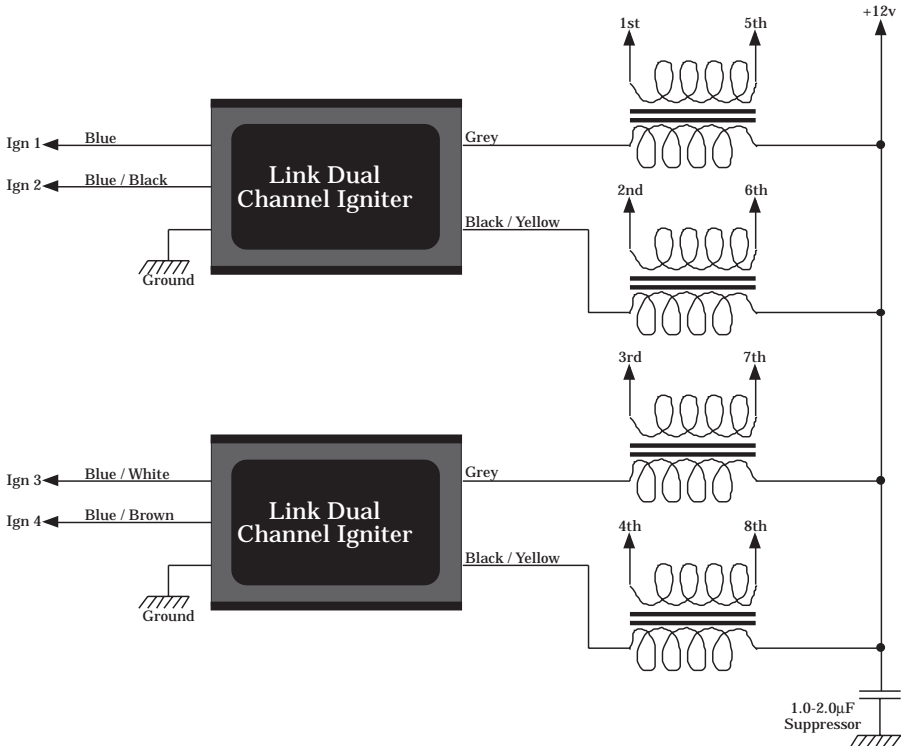 +12v
1st
5th
Ign 1
Blue
Grey
Ign 2
Blue / Black
Link Dual
Channel Igniter
2nd
6th
Black / Yellow
Ground
3rd
7th
Ign 3
Blue / White
Grey
Ign 4
Blue / Brown
Link Dual
Channel Igniter
4th
8th
Black / Yellow
Ground
1.0-2.0µF
Suppressor